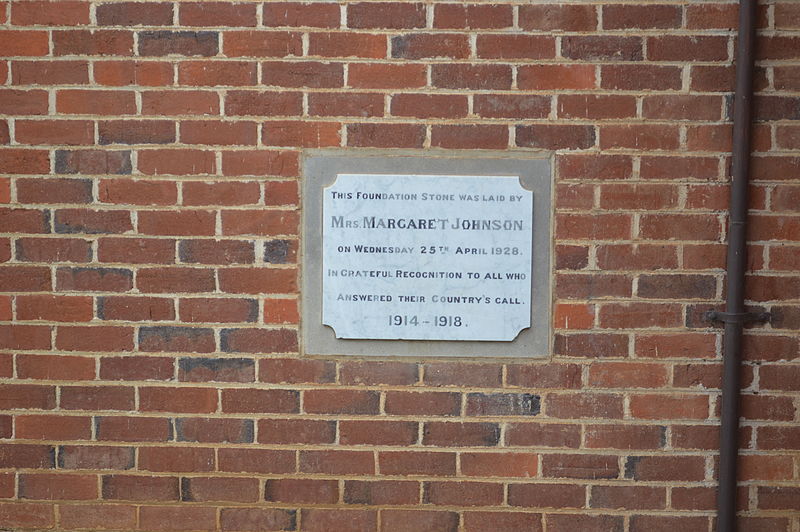 This Foundation Stone was laid by
Mrs. Margaret Johnson
on Wednesday 25th April 1928.
In Grateful Recognition to all who
answered their Country's call.
1914 - 1918.